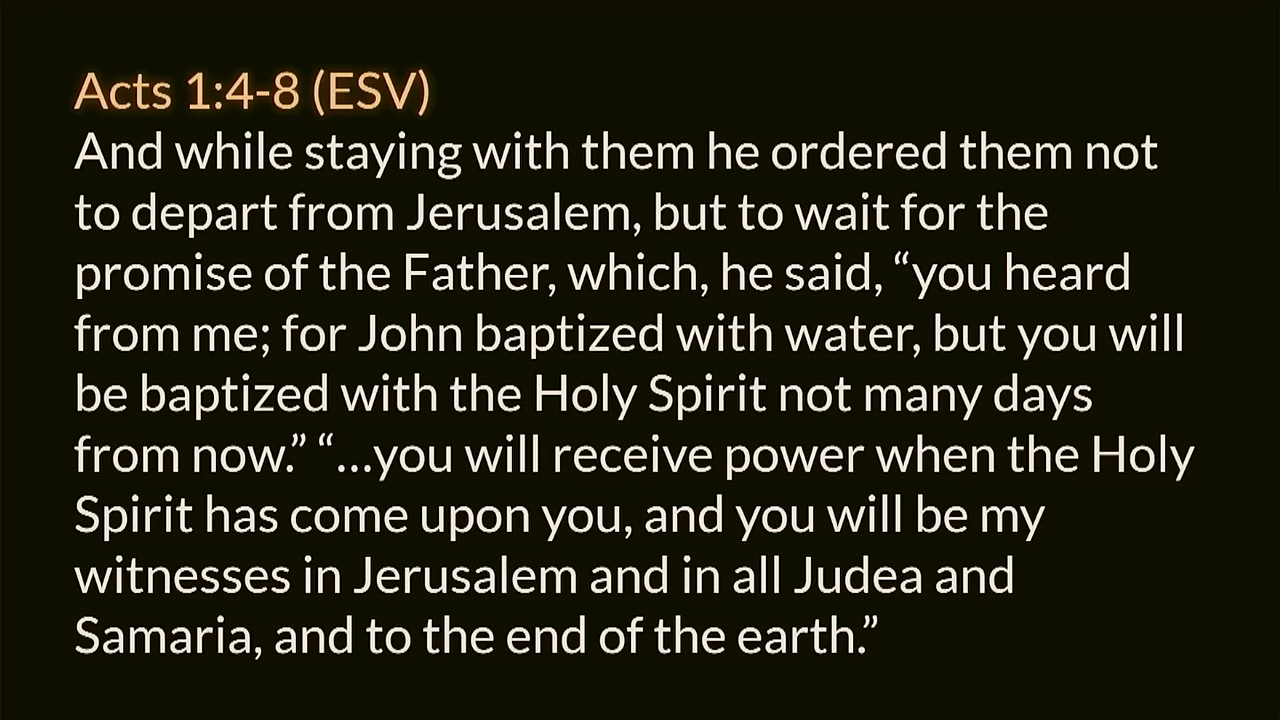 Acts 1:4-8 (ESV)
And while staying with them he ordered them not
to depart from Jerusalem, but to wait for the
promise of the Father, which, he said, “you heard
from me; for John baptized with water, but you will
be baptized with the Holy Spirit not many days
from now.” “…you will receive power when the Holy
Spirit has come upon you, and you will be my
witnesses in Jerusalem and in all Judea and
Samaria, and to the end of the earth.”